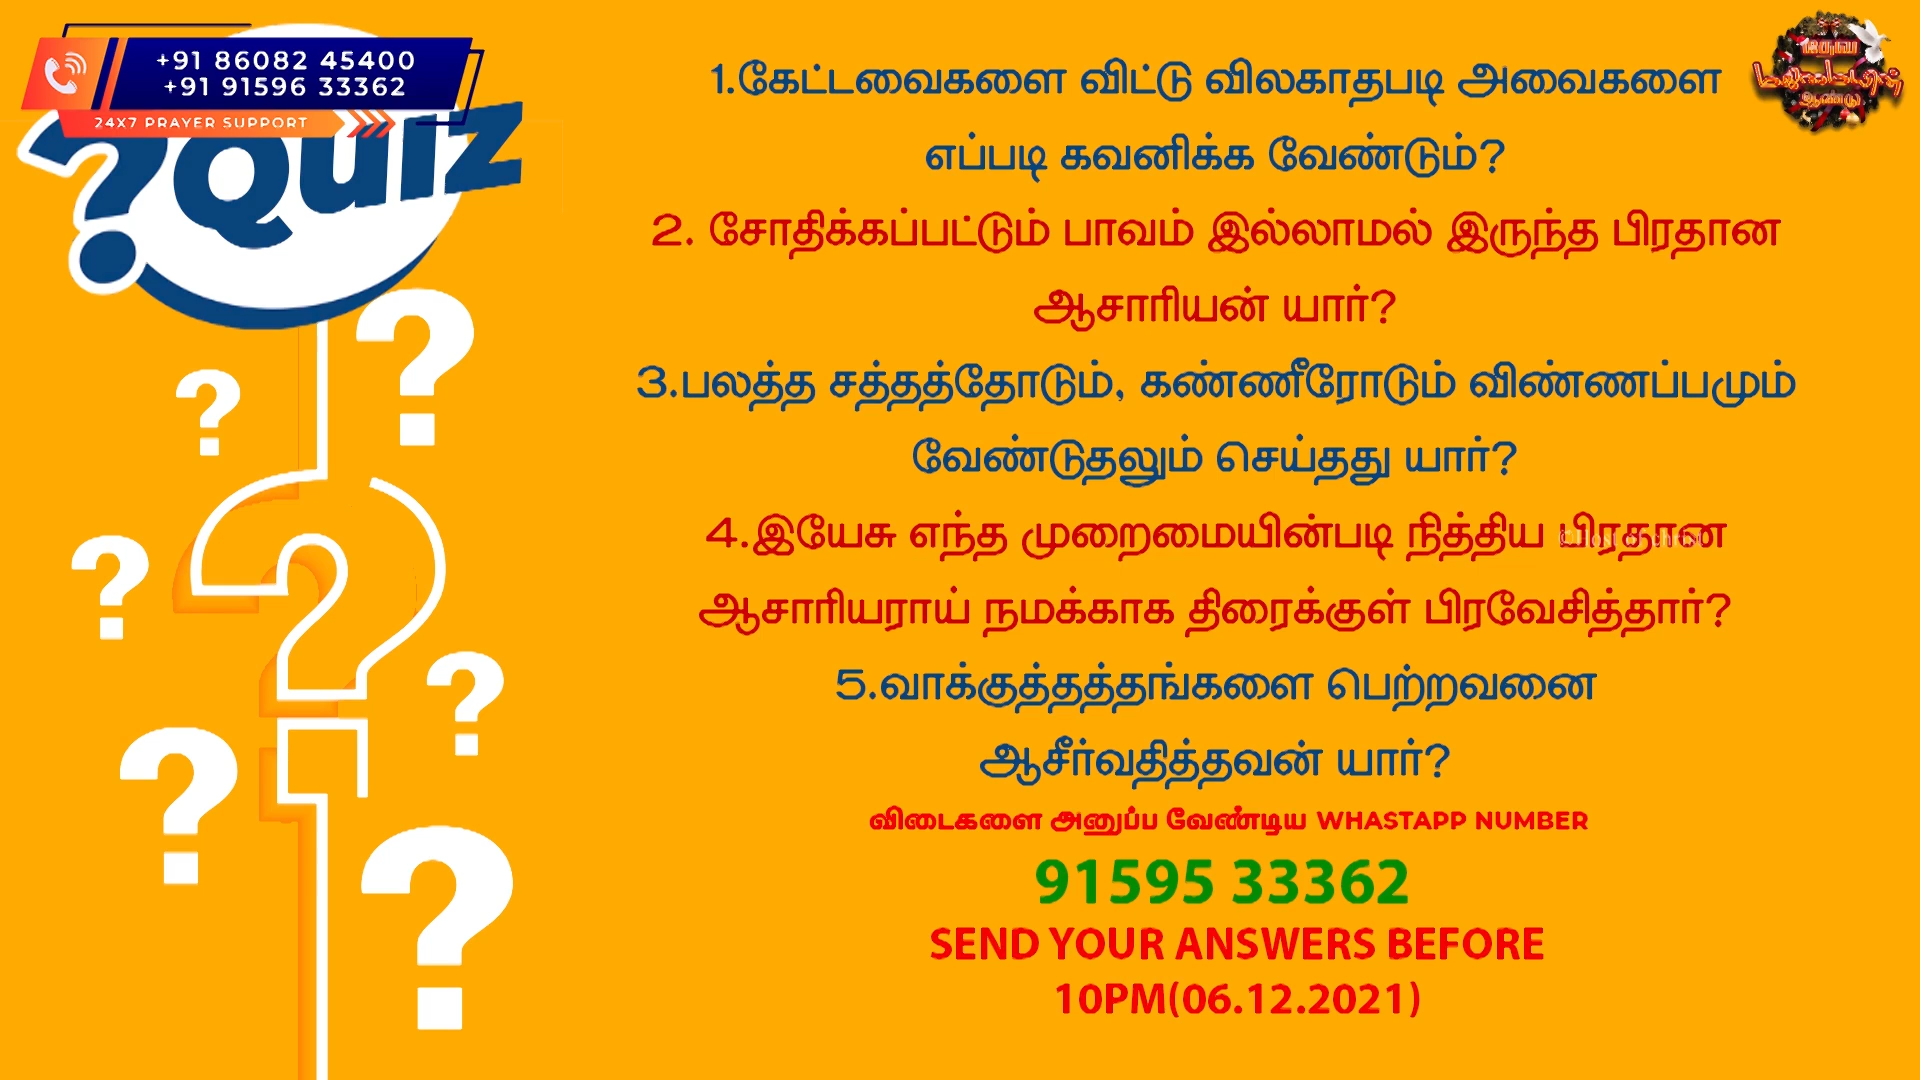 +91 86082 45400
+91 91596 33362
24X7 PRAYER SUPPORT
?QUIZ
1.கேட்டவைகளை விட்டு விலகாதபடி அவைகளை
எப்படி கவனிக்க வேண்டும்?
2. சோதிக்கப்பட்டும் பாவம் இல்லாமல் இருந்த பிரதான
ஆசாரியன் யார்?
3.பலத்த சத்தத்தோடும், கண்ணீரோடும் விண்ணப்பமும்
வேண்டுதலும் செய்தது யார்?
4.இயேசு எந்த முறைமையின்படி நித்திய பிரதான
ஆசாரியராய் நமக்காக திரைக்குள் பிரவேசித்தார்?
5.வாக்குத்தத்தங்களை பெற்றவனை
ஆசீர்வதித்தவன் யார்?
விடைகளை அனுப்ப வேண்டிய WHASTAPP NUMBER
91595 33362
SEND YOUR ANSWERS BEFORE
10PM(06.12.2021)
மகிமையின்
ஆண்டு